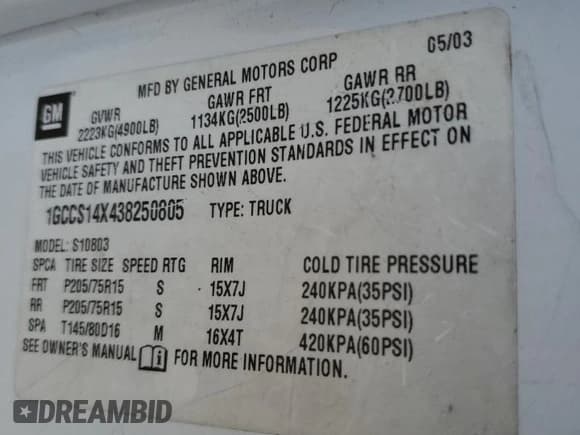 05/03
MFD BY GENERAL MOTORS CORP
GM
GVWR GAWR FRT GAWR RR
2223KG(4900LB) 1134KG(2500LB) 1225KG(2700LB)
THIS VEHICLE CONFORMS TO ALL APPLICABLE U.S. FEDERAL MOTOR
VEHICLE SAFETY AND THEFT PREVENTION STANDARDS IN EFFECT ON
THE DATE OF MANUFACTURE SHOWN ABOVE.
1GCCS14X438250805 TYPE: TRUCK
MODEL: S10803
SPCA TIRE SIZE SPEED RTG RIM COLD TIRE PRESSURE
FRT P205/75R15 S 15X7J 240KPA(35PSI)
RR P205/75R15 S 15X7J 240KPA(35PSI)
SPA T145/80D16 M 16X4T 420KPA(60PSI)
SEE OWNER'S MANUAL FOR MORE INFORMATION.
DREAMBID